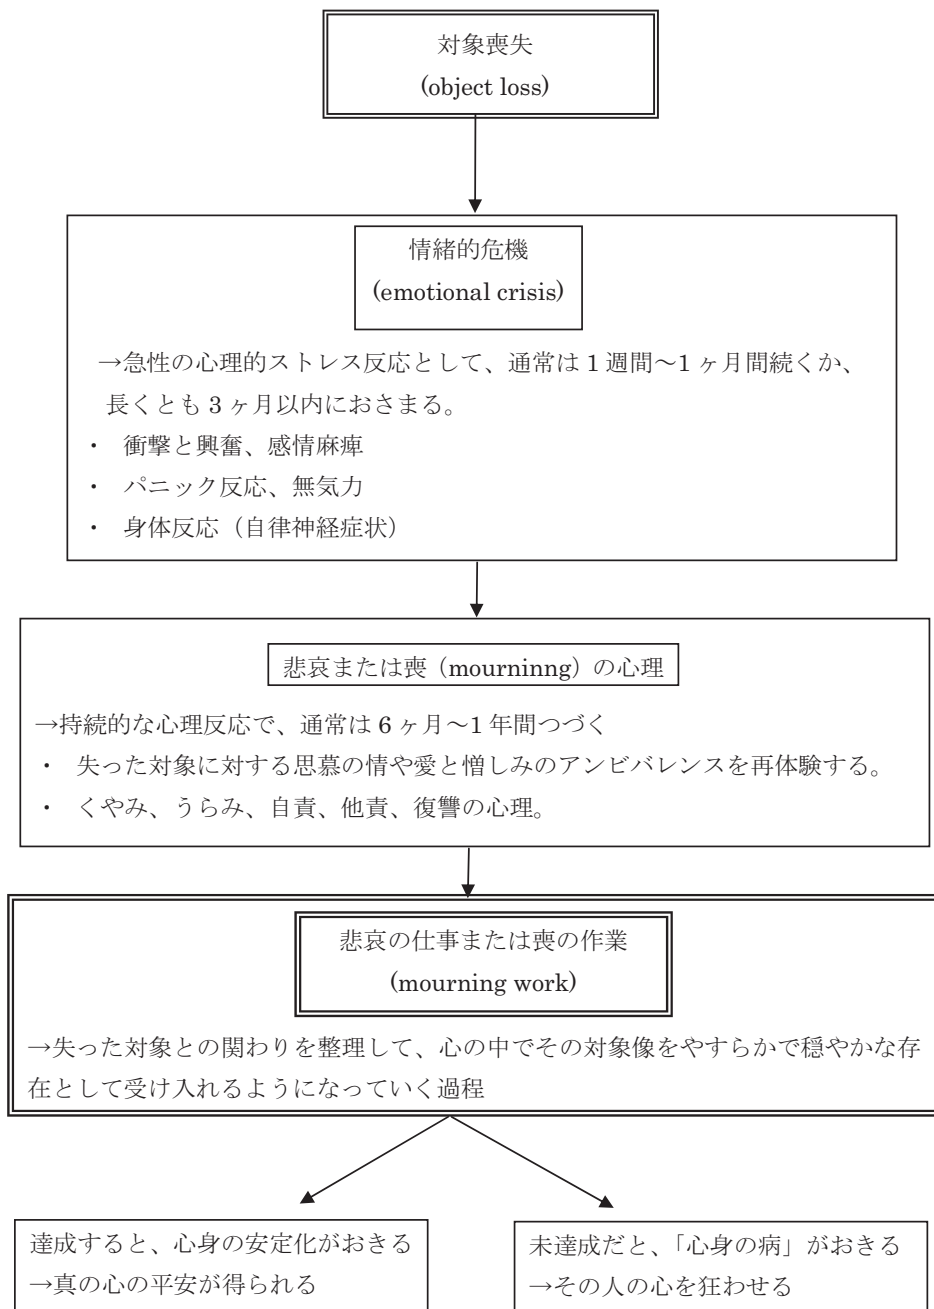 対象喪失
(object loss)
情緒的危機
(emotional crisis)
→急性の心理的ストレス反応として、通常は 1 週間～1 ヶ月間続くか、
長くとも 3 ヶ月以内におさまる。
・ 衝撃と興奮、感情麻痺
・ パニック反応、無気力
・ 身体反応（自律神経症状）
悲哀または喪（mourninng）の心理
→持続的な心理反応で、通常は 6 ヶ月～1 年間つづく
・ 失った対象に対する思慕の情や愛と憎しみのアンビバレンスを再体験する。
・ くやみ、うらみ、自責、他責、復讐の心理。
悲哀の仕事または喪の作業
(mourning work)
→失った対象との関わりを整理して、心の中でその対象像をやすらかで穏やかな存
在として受け入れるようになっていく過程
達成すると、心身の安定化がおきる
→真の心の平安が得られる
未達成だと、「心身の病」がおきる
→その人の心を狂わせる